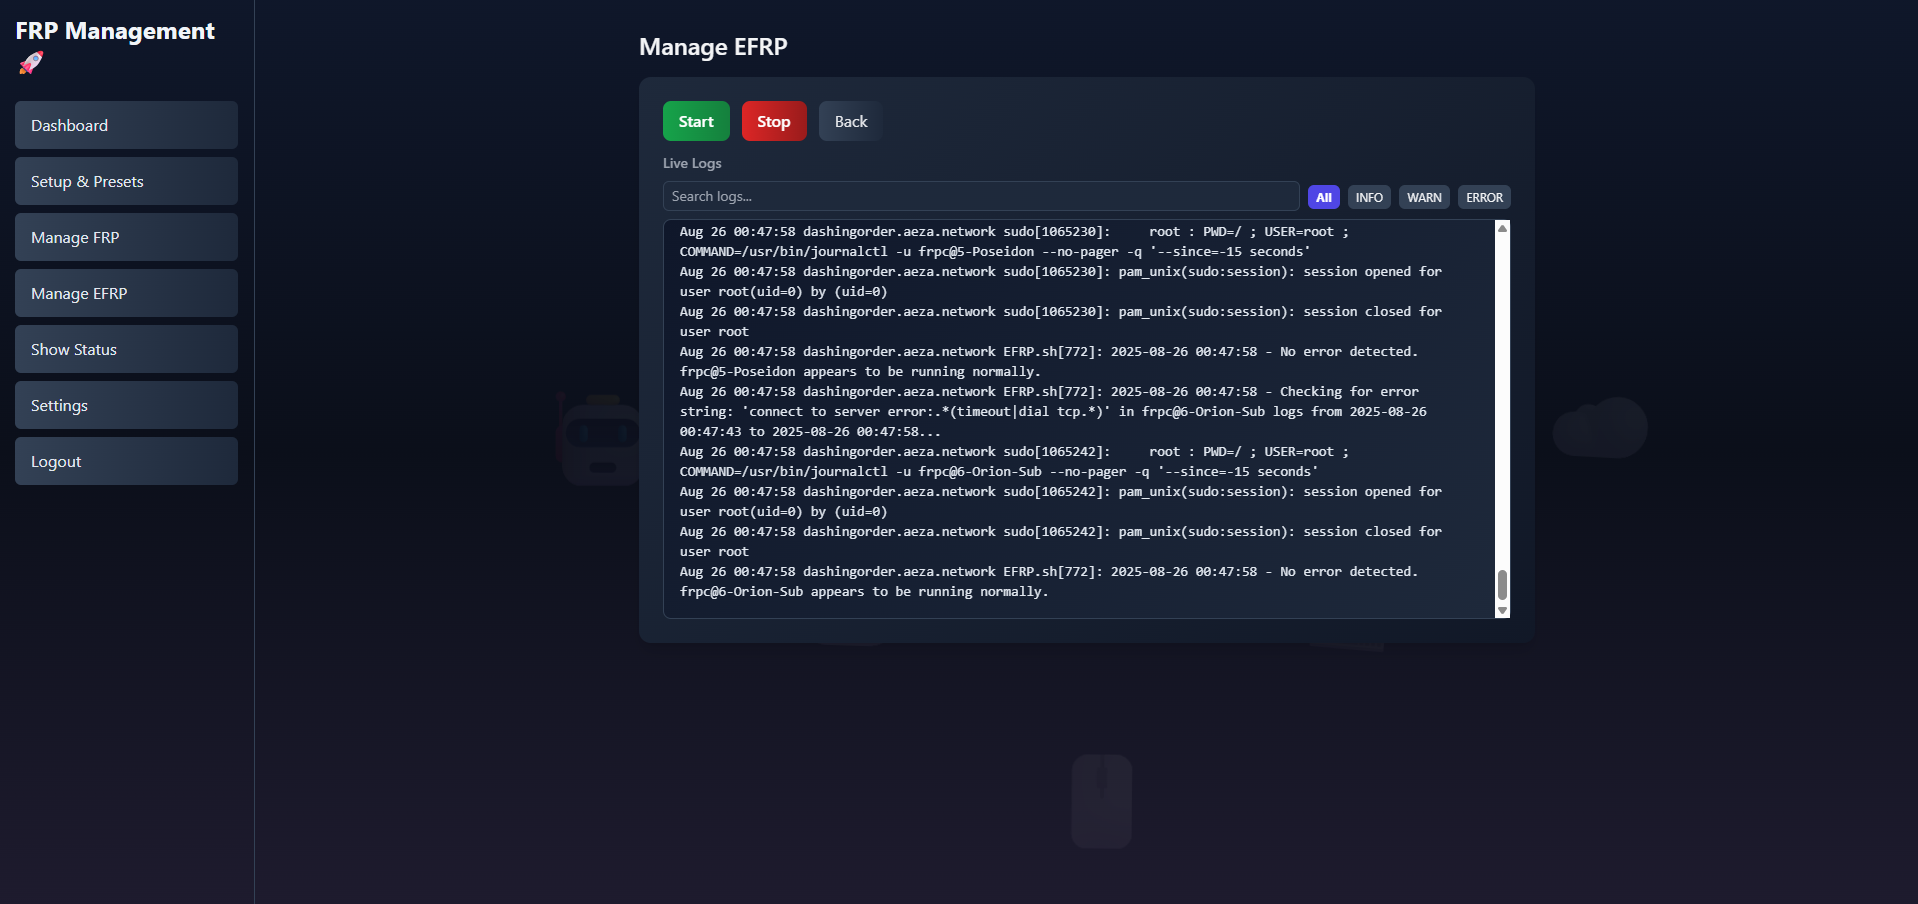 FRP Management
🚀
Dashboard
Setup & Presets
Manage FRP
Manage EFRP
Show Status
Settings
Logout
Manage EFRP
Start
Stop
Back
Live Logs
Search logs...
All
INFO
WARN
ERROR
Aug 26 00:47:58 dashingorder.aeza.network sudo[1065230]:     root : PWD=/ ; USER=root ;
COMMAND=/usr/bin/journalctl -u frpc@5-Poseidon --no-pager -q '--since=-15 seconds'
Aug 26 00:47:58 dashingorder.aeza.network sudo[1065230]: pam_unix(sudo:session): session opened for
user root(uid=0) by (uid=0)
Aug 26 00:47:58 dashingorder.aeza.network sudo[1065230]: pam_unix(sudo:session): session closed for
user root
Aug 26 00:47:58 dashingorder.aeza.network EFRP.sh[772]: 2025-08-26 00:47:58 - No error detected.
frpc@5-Poseidon appears to be running normally.
Aug 26 00:47:58 dashingorder.aeza.network EFRP.sh[772]: 2025-08-26 00:47:58 - Checking for error
string: 'connect to server error:.*(timeout|dial tcp.*)' in frpc@6-Orion-Sub logs from 2025-08-26
00:47:43 to 2025-08-26 00:47:58...
Aug 26 00:47:58 dashingorder.aeza.network sudo[1065242]:     root : PWD=/ ; USER=root ;
COMMAND=/usr/bin/journalctl -u frpc@6-Orion-Sub --no-pager -q '--since=-15 seconds'
Aug 26 00:47:58 dashingorder.aeza.network sudo[1065242]: pam_unix(sudo:session): session opened for
user root(uid=0) by (uid=0)
Aug 26 00:47:58 dashingorder.aeza.network sudo[1065242]: pam_unix(sudo:session): session closed for
user root
Aug 26 00:47:58 dashingorder.aeza.network EFRP.sh[772]: 2025-08-26 00:47:58 - No error detected.
frpc@6-Orion-Sub appears to be running normally.